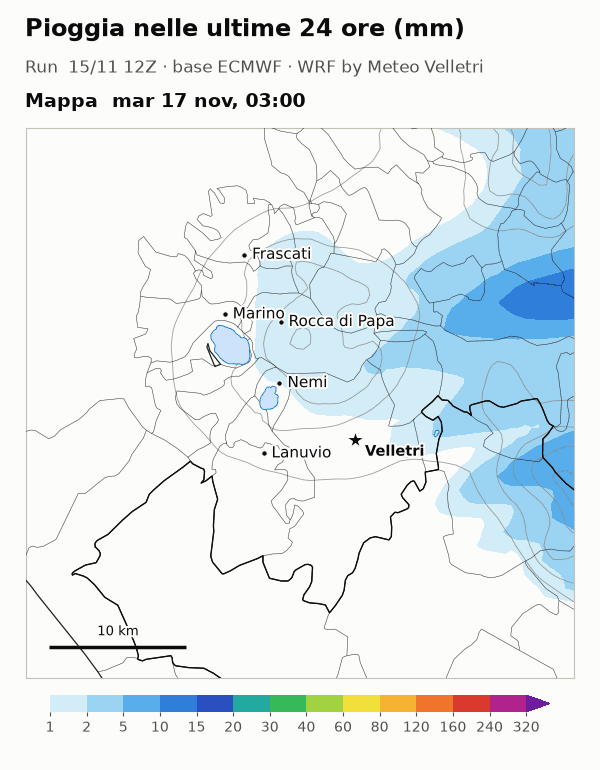 Pioggia nelle ultime 24 ore (mm)
Run  15/11 12Z · base ECMWF · WRF by Meteo Velletri
Mappa  mar 17 nov, 03:00
Frascati
Marino
Rocca di Papa
Nemi
Velletri
Lanuvio
10 km
1 2 5 10 15 20 30 40 60 80 120 160 240 320